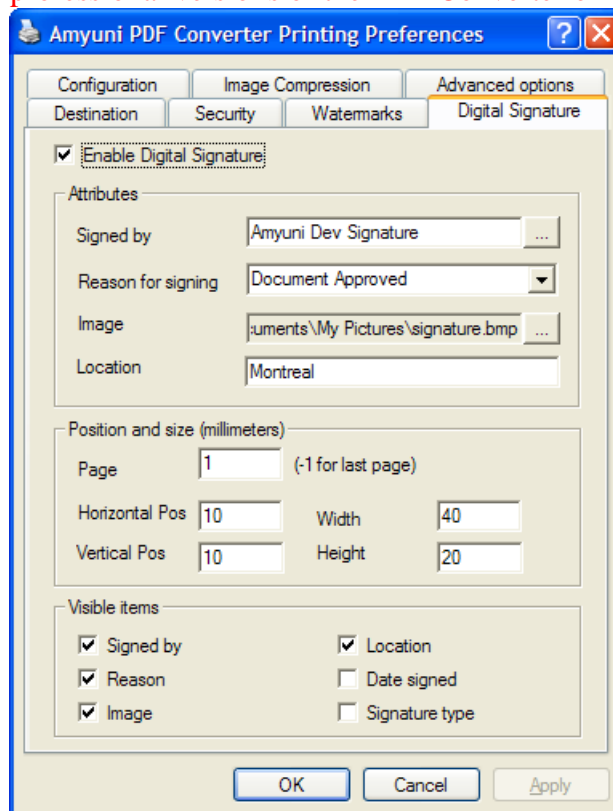 Amyuni PDF Converter Printing Preferences
Configuration Image Compression Advanced options
Destination Security Watermarks Digital Signature
Enable Digital Signature
Attributes
Signed by Amyuni Dev Signature ...
Reason for signing Document Approved
Image :uments\My Pictures\signature.bmp ...
Location Montreal
Position and size (millimeters)
Page 1 (-1 for last page)
Horizontal Pos 10 Width 40
Vertical Pos 10 Height 20
Visible items
Signed by Location
Reason Date signed
Image Signature type
OK Cancel Apply